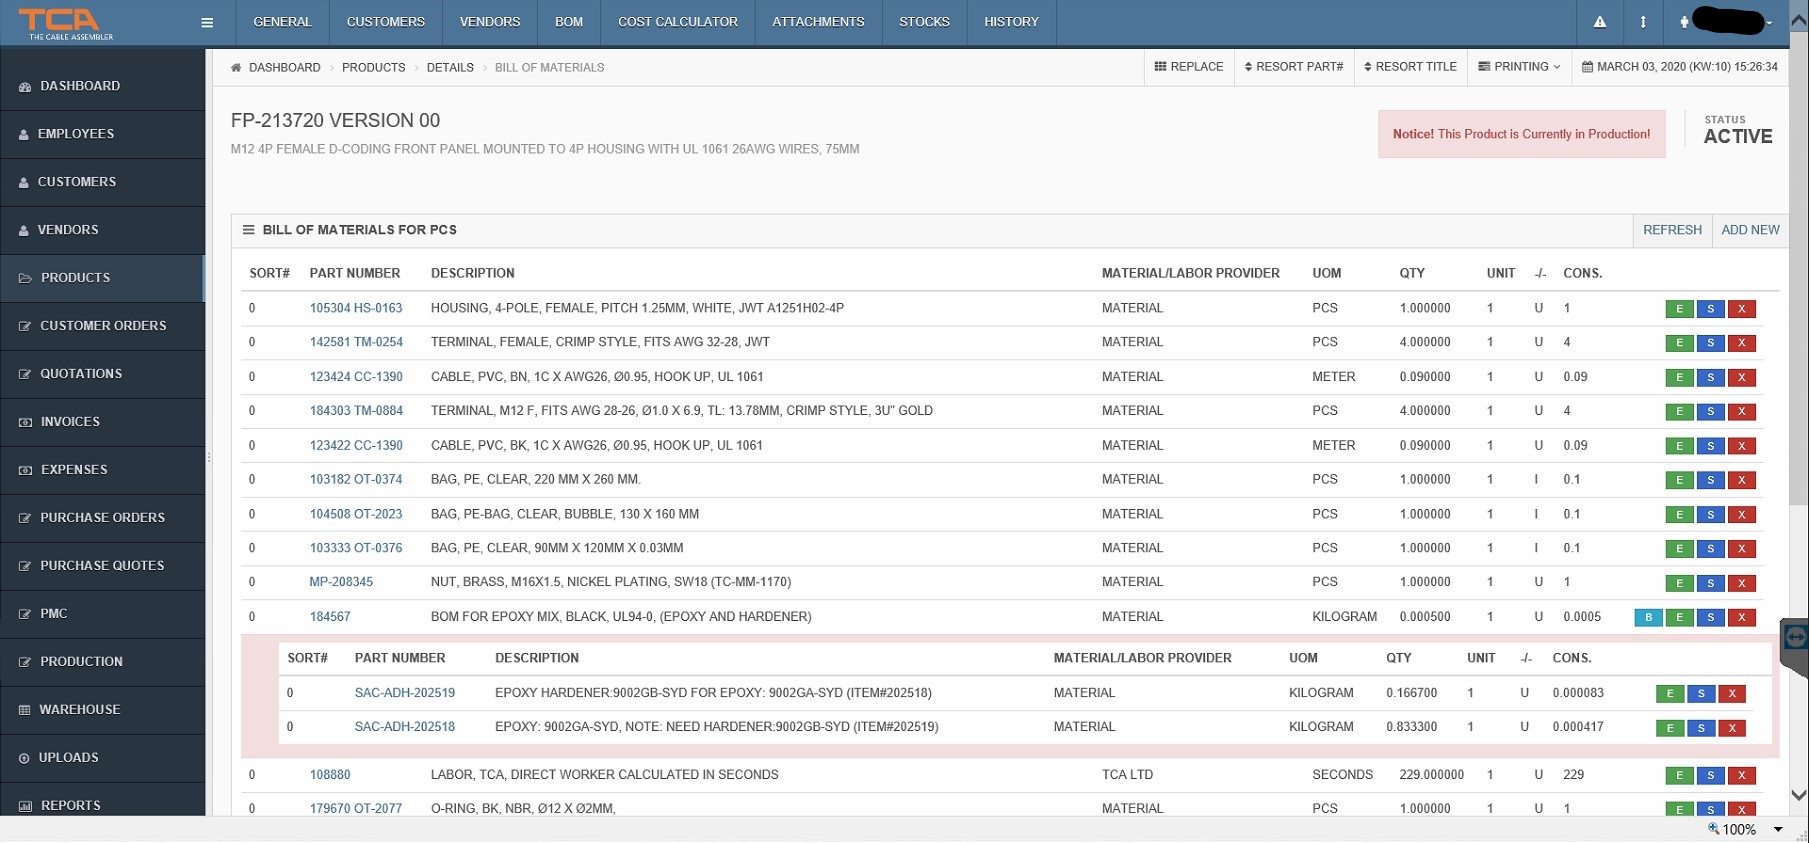 TCA
THE CABLE ASSEMBLER
GENERAL CUSTOMERS VENDORS BOM COST CALCULATOR ATTACHMENTS STOCKS HISTORY
DASHBOARD
EMPLOYEES
CUSTOMERS
VENDORS
PRODUCTS
CUSTOMER ORDERS
QUOTATIONS
INVOICES
EXPENSES
PURCHASE ORDERS
PURCHASE QUOTES
PMC
PRODUCTION
WAREHOUSE
UPLOADS
REPORTS
DASHBOARD PRODUCTS DETAILS BILL OF MATERIALS
REPLACE RESORT PART# RESORT TITLE PRINTING MARCH 03, 2020 (KW:10) 15:26:34
FP-213720 VERSION 00
M12 4P FEMALE D-CODING FRONT PANEL MOUNTED TO 4P HOUSING WITH UL 1061 26AWG WIRES, 75MM
Notice! This Product is Currently in Production!
STATUS
ACTIVE
BILL OF MATERIALS FOR PCS REFRESH ADD NEW
SORT# PART NUMBER DESCRIPTION MATERIAL/LABOR PROVIDER UOM QTY UNIT -/- CONS.
0 105304 HS-0163 HOUSING, 4-POLE, FEMALE, PITCH 1.25MM, WHITE, JWT A1251H02-4P MATERIAL PCS 1.000000 1 U 1 E S X
0 142581 TM-0254 TERMINAL, FEMALE, CRIMP STYLE, FITS AWG 32-28, JWT MATERIAL PCS 4.000000 1 U 4 E S X
0 123424 CC-1390 CABLE, PVC, BN, 1C X AWG26, Ø0.95, HOOK UP, UL 1061 MATERIAL METER 0.090000 1 U 0.09 E S X
0 184303 TM-0884 TERMINAL, M12 F, FITS AWG 28-26, Ø1.0 X 6.9, TL: 13.78MM, CRIMP STYLE, 3U" GOLD MATERIAL PCS 4.000000 1 U 4 E S X
0 123422 CC-1390 CABLE, PVC, BK, 1C X AWG26, Ø0.95, HOOK UP, UL 1061 MATERIAL METER 0.090000 1 U 0.09 E S X
0 103182 OT-0374 BAG, PE, CLEAR, 220 MM X 260 MM. MATERIAL PCS 1.000000 1 I 0.1 E S X
0 104508 OT-2023 BAG, PE-BAG, CLEAR, BUBBLE, 130 X 160 MM MATERIAL PCS 1.000000 1 I 0.1 E S X
0 103333 OT-0376 BAG, PE, CLEAR, 90MM X 120MM X 0.03MM MATERIAL PCS 1.000000 1 I 0.1 E S X
0 MP-208345 NUT, BRASS, M16X1.5, NICKEL PLATING, SW18 (TC-MM-1170) MATERIAL PCS 1.000000 1 U 1 E S X
0 184567 BOM FOR EPOXY MIX, BLACK, UL94-0, (EPOXY AND HARDENER) MATERIAL KILOGRAM 0.000500 1 U 0.0005 B E S X
SORT# PART NUMBER DESCRIPTION MATERIAL/LABOR PROVIDER UOM QTY UNIT -/- CONS.
0 SAC-ADH-202519 EPOXY HARDENER:9002GB-SYD FOR EPOXY: 9002GA-SYD (ITEM#202518) MATERIAL KILOGRAM 0.166700 1 U 0.000083 E S X
0 SAC-ADH-202518 EPOXY: 9002GA-SYD, NOTE: NEED HARDENER:9002GB-SYD (ITEM#202519) MATERIAL KILOGRAM 0.833300 1 U 0.000417 E S X
0 108880 LABOR, TCA, DIRECT WORKER CALCULATED IN SECONDS TCA LTD SECONDS 229.000000 1 U 229 E S X
0 179670 OT-2077 O-RING, BK, NBR, Ø12 X Ø2MM, MATERIAL PCS 1.000000 1 U 1 E S X
100%